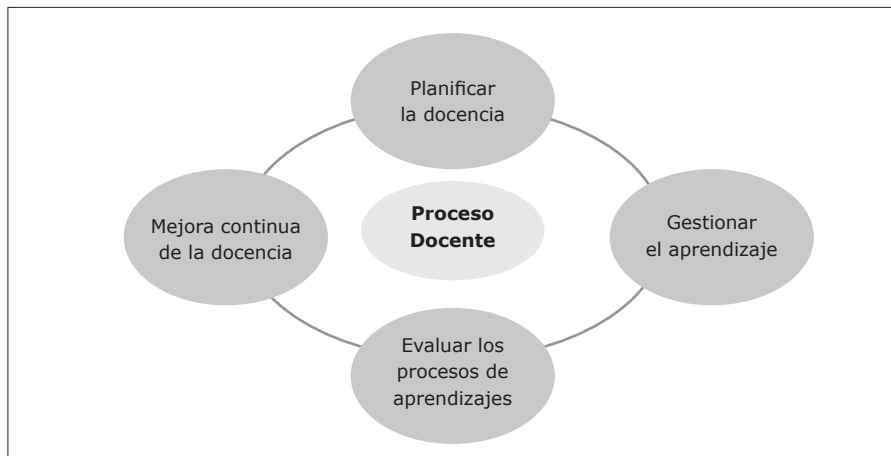 Planificar
la docencia
Mejora continua
de la docencia
Proceso
Docente
Gestionar
el aprendizaje
Evaluar los
procesos de
aprendizajes